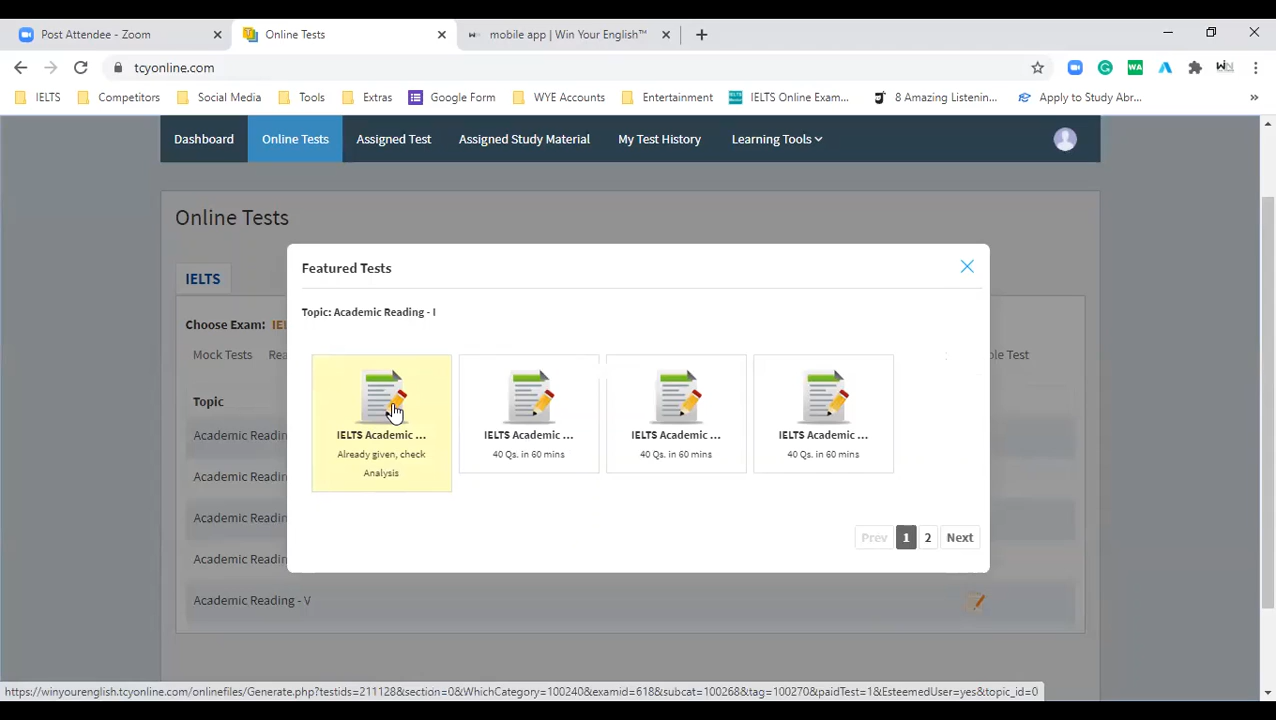 Post Attendee - Zoom
Online Tests
mobile app | Win Your English™
tcyonline.com
WA
WIN
IELTS
Competitors
Social Media
Tools
Extras
Google Form
WYE Accounts
Entertainment
IELTS Online Exam...
8 Amazing Listenin...
Apply to Study Abr...
»
Dashboard
Online Tests
Assigned Test
Assigned Study Material
My Test History
Learning Tools
Online Tests
IELTS
Choose Exam: IE
Mock Tests
Rea
le Test
Topic
Academic Readin
Academic Readin
Academic Readin
Academic Readin
Academic Reading - V
Featured Tests
Topic: Academic Reading - I
IELTS Academic ...
Already given, check
Analysis
IELTS Academic ...
40 Qs. in 60 mins
IELTS Academic ...
40 Qs. in 60 mins
IELTS Academic ...
40 Qs. in 60 mins
Prev
1
2
Next
https://winyourenglish.tcyonline.com/onlinefiles/Generate.php?testids=211128&section=0&WhichCategory=100240&examid=618&subcat=100268&tag=100270&paidTest=1&EsteemedUser=yes&topic_id=0